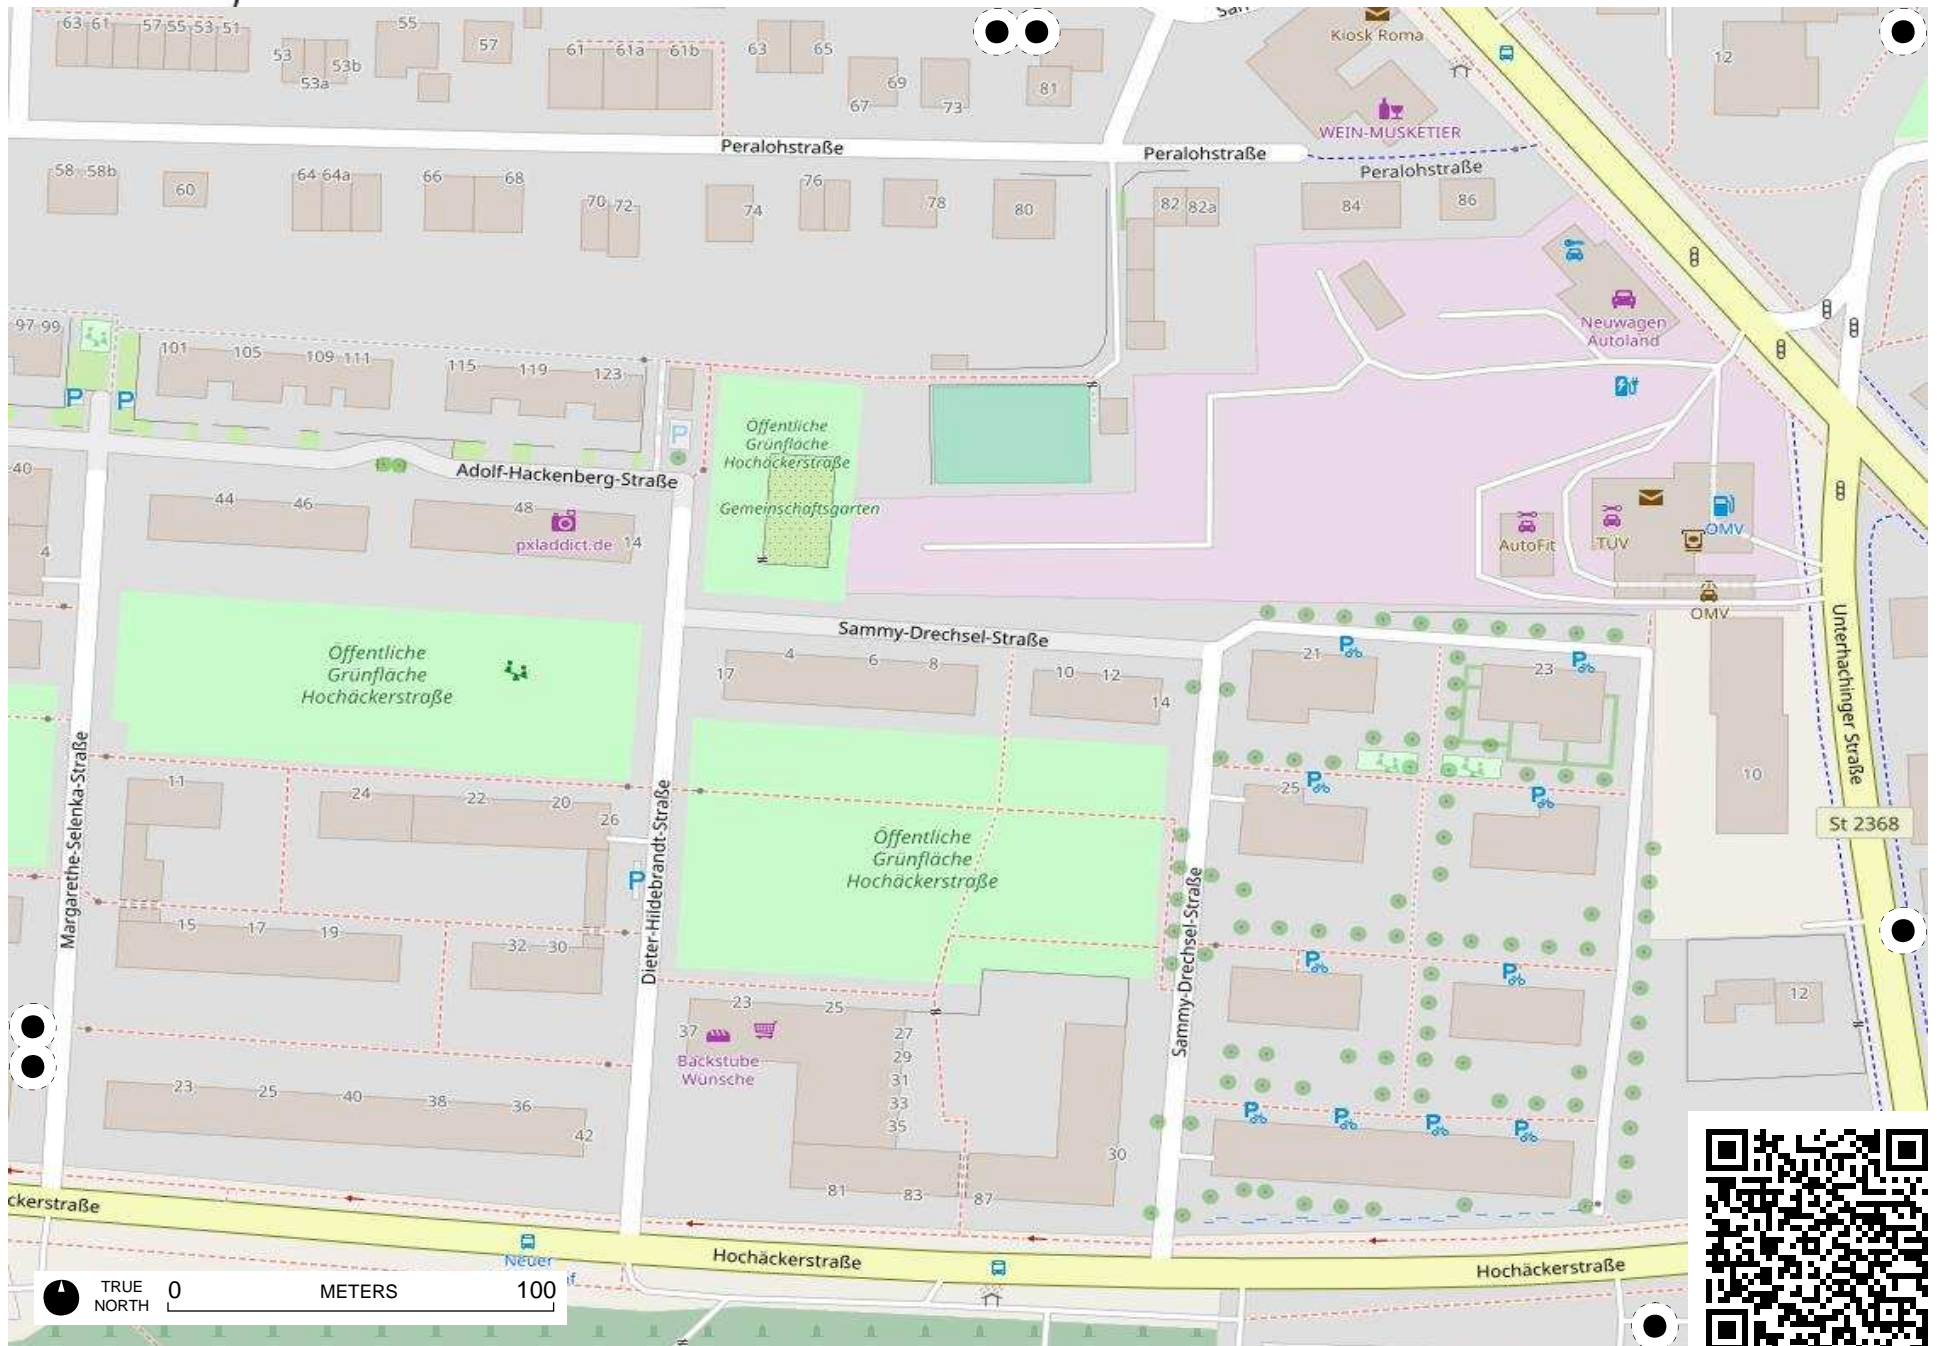 63 61 57 55 53 51
53
53a
53b
55
57
61 61a 61b
63 65
67
69
73
81
Kiosk Roma
WEIN-MUSKETIER
12
Peralohstraße
Peralohstraße
Peralohstraße
58 58b
60
64 64a
66 68
70 72
74
76
78
80
82 82a
84
86
Neuwagen
Autoland
97 99
101 105 109 111
115 119 123
P
P
P
Öffentliche
Grünfläche
Hochäckerstraße
Gemeinschaftsgarten
Adolf-Hackenberg-Straße
40
4
44 46
48
pxladdict.de
14
AutoFit
TÜV
OMV
OMV
Sammy-Drechsel-Straße
Öffentliche
Grünfläche
Hochäckerstraße
17 4 6 8
10 12
14
21
P
23
P
Unterhachinger Straße
Margarethe-Selenka-Straße
11
24 22 20
26
P
Dieter-Hildebrandt-Straße
Öffentliche
Grünfläche
Hochäckerstraße
25
P
P
10
St 2368
15 17 19
32 30
Sammy-Drechsel-Straße
P
P
12
23 25
37
27
29
31
33
35
Backstube
Wünsche
23 25 40 38 36
42
P
P
P
P
30
81 83 87
ckerstraße
Hochäckerstraße
Hochäckerstraße
Neuer
TRUE
NORTH
0 METERS 100